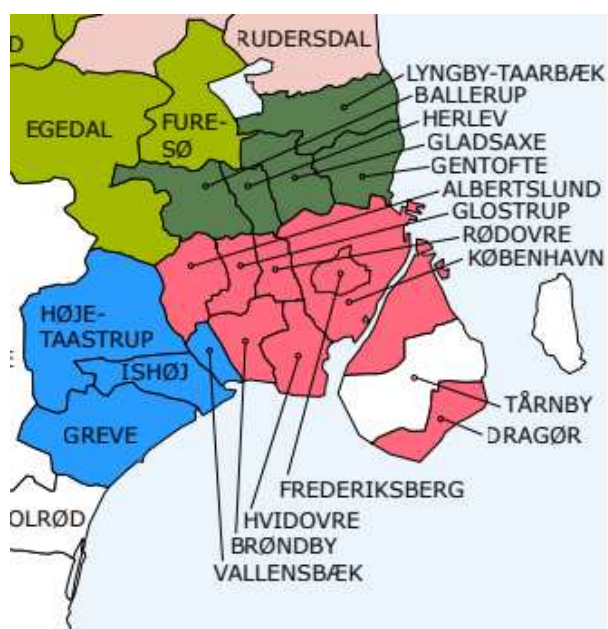 RUDERSDAL
D
LYNGBY-TAARBÆK
BALLERUP
HERLEV
GLADSAXE
GENTOFTE
ALBERTSLUND
GLOSTRUP
RØDOVRE
KØBENHAVN
EGEDAL
FURE-
SØ
HØJE-
TAASTRUP
ISHØJ
E
GREVE
TÅRNBY
DRAGØR
FREDERIKSBERG
OLRØD
HVIDOVRE
BRØNDBY
VALLENSBÆK